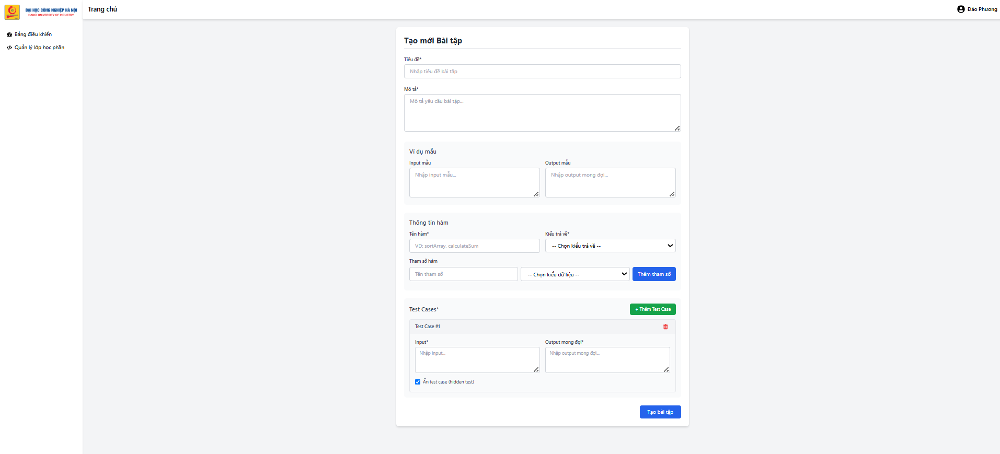 ĐẠI HỌC CÔNG NGHIỆP HÀ NỘI
HANOI UNIVERSITY OF INDUSTRY
Trang chủ
Đào Phương
Bảng điều khiển
Quản lý lớp học phần
Tạo mới Bài tập
Tiêu đề*
Nhập tiêu đề bài tập
Mô tả*
Mô tả yêu cầu bài tập...
Ví dụ mẫu
Input mẫu
Output mẫu
Nhập input mẫu...
Nhập output mong đợi...
Thông tin hàm
Tên hàm*
Kiểu trả về*
VD: sortArray, calculateSum
-- Chọn kiểu trả về --
Tham số hàm
Tên tham số
-- Chọn kiểu dữ liệu --
Thêm tham số
Test Cases*
+ Thêm Test Case
Test Case #1
Input*
Output mong đợi*
Nhập input...
Nhập output mong đợi...
Ẩn test case (hidden test)
Tạo bài tập